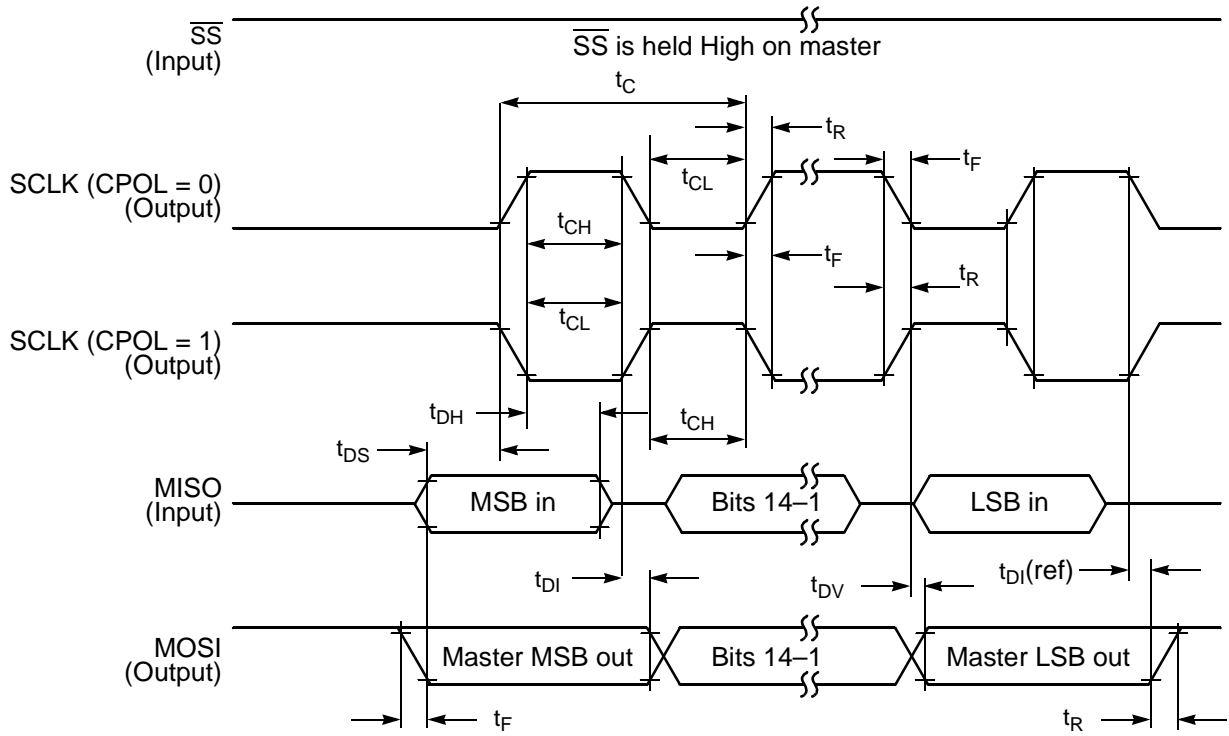 SS
(Input)
SS is held High on master
tC
tR
tF
SCLK (CPOL = 0)
(Output)
tCL
tCH
tF
tR
tCL
SCLK (CPOL = 1)
(Output)
tDH
tCH
tDS
MISO
(Input)
MSB in
Bits 14–1
LSB in
tDI
tDV
tDI(ref)
MOSI
(Output)
Master MSB out
Bits 14–1
Master LSB out
tF
tR